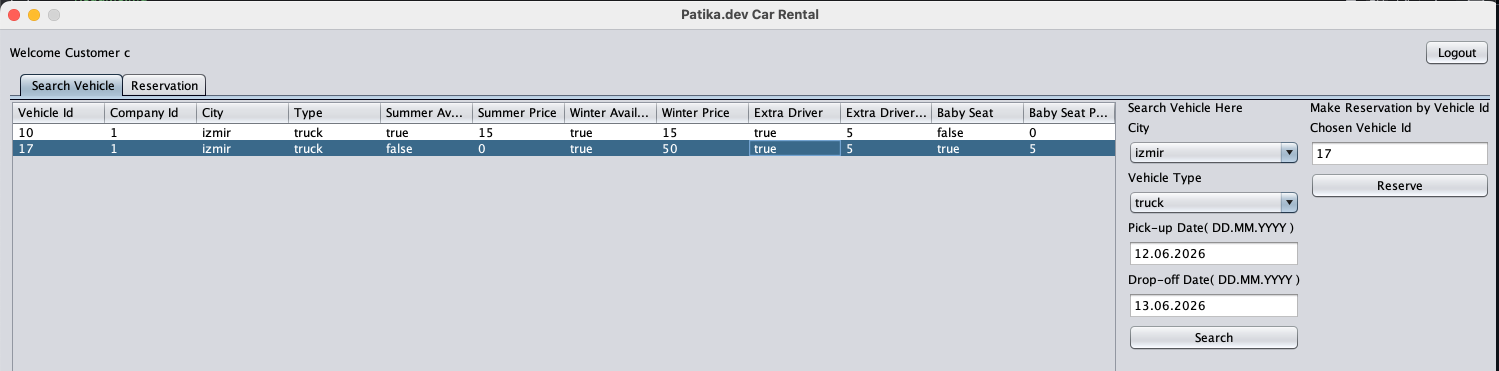 Patika.dev Car Rental
Welcome Customer c
Logout
Search Vehicle Reservation
Vehicle Id Company Id City Type Summer Av... Summer Price Winter Avail... Winter Price Extra Driver Extra Driver... Baby Seat Baby Seat P...
10 1 izmir truck true 15 true 15 true 5 false 0
17 1 izmir truck false 0 true 50 true 5 true 5
Search Vehicle Here
City
izmir
Vehicle Type
truck
Pick-up Date( DD.MM.YYYY )
12.06.2026
Drop-off Date( DD.MM.YYYY )
13.06.2026
Search
Make Reservation by Vehicle Id
Chosen Vehicle Id
17
Reserve